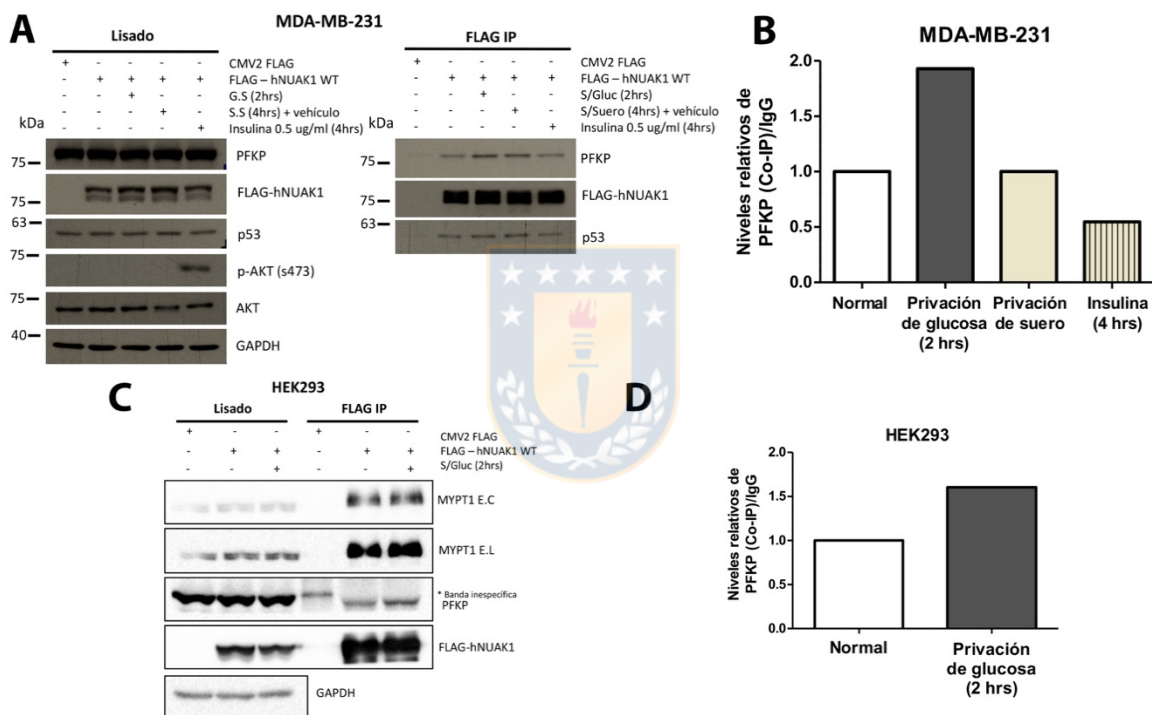 A
MDA-MB-231
Lisado
+ - - - - CMV2 FLAG
- + + + + FLAG – hNUAK1 WT
- - + - - G.S (2hrs)
- - - + - S.S (4hrs) + vehículo
- - - - + Insulina 0.5 ug/ml (4hrs)
kDa
75 PFKP
75 FLAG-hNUAK1
63
p53
75
p-AKT (s473)
75 AKT
40
GAPDH
FLAG IP
+ - - - - CMV2 FLAG
- + + + + FLAG – hNUAK1 WT
- - + - - S/Gluc (2hrs)
- - - + - S/Suero (4hrs) + vehículo
- - - - + Insulina 0.5 ug/ml (4hrs)
kDa
75 PFKP
75 FLAG-hNUAK1
63
p53
B
MDA-MB-231
Niveles relativos de
PFKP (Co-IP)/IgG
2.0
1.5
1.0
0.5
0.0
Normal
Privación
de glucosa
(2 hrs)
Privación
de suero
Insulina
(4 hrs)
C
HEK293
Lisado FLAG IP
+ - - + - - CMV2 FLAG
- + + - + + FLAG – hNUAK1 WT
- - + - - + S/Gluc (2hrs)
MYPT1 E.C
MYPT1 E.L
* Banda inespecífica
PFKP
FLAG-hNUAK1
GAPDH
D
HEK293
Niveles relativos de
PFKP (Co-IP)/IgG
2.0
1.5
1.0
0.5
0.0
Normal
Privación
de glucosa
(2 hrs)